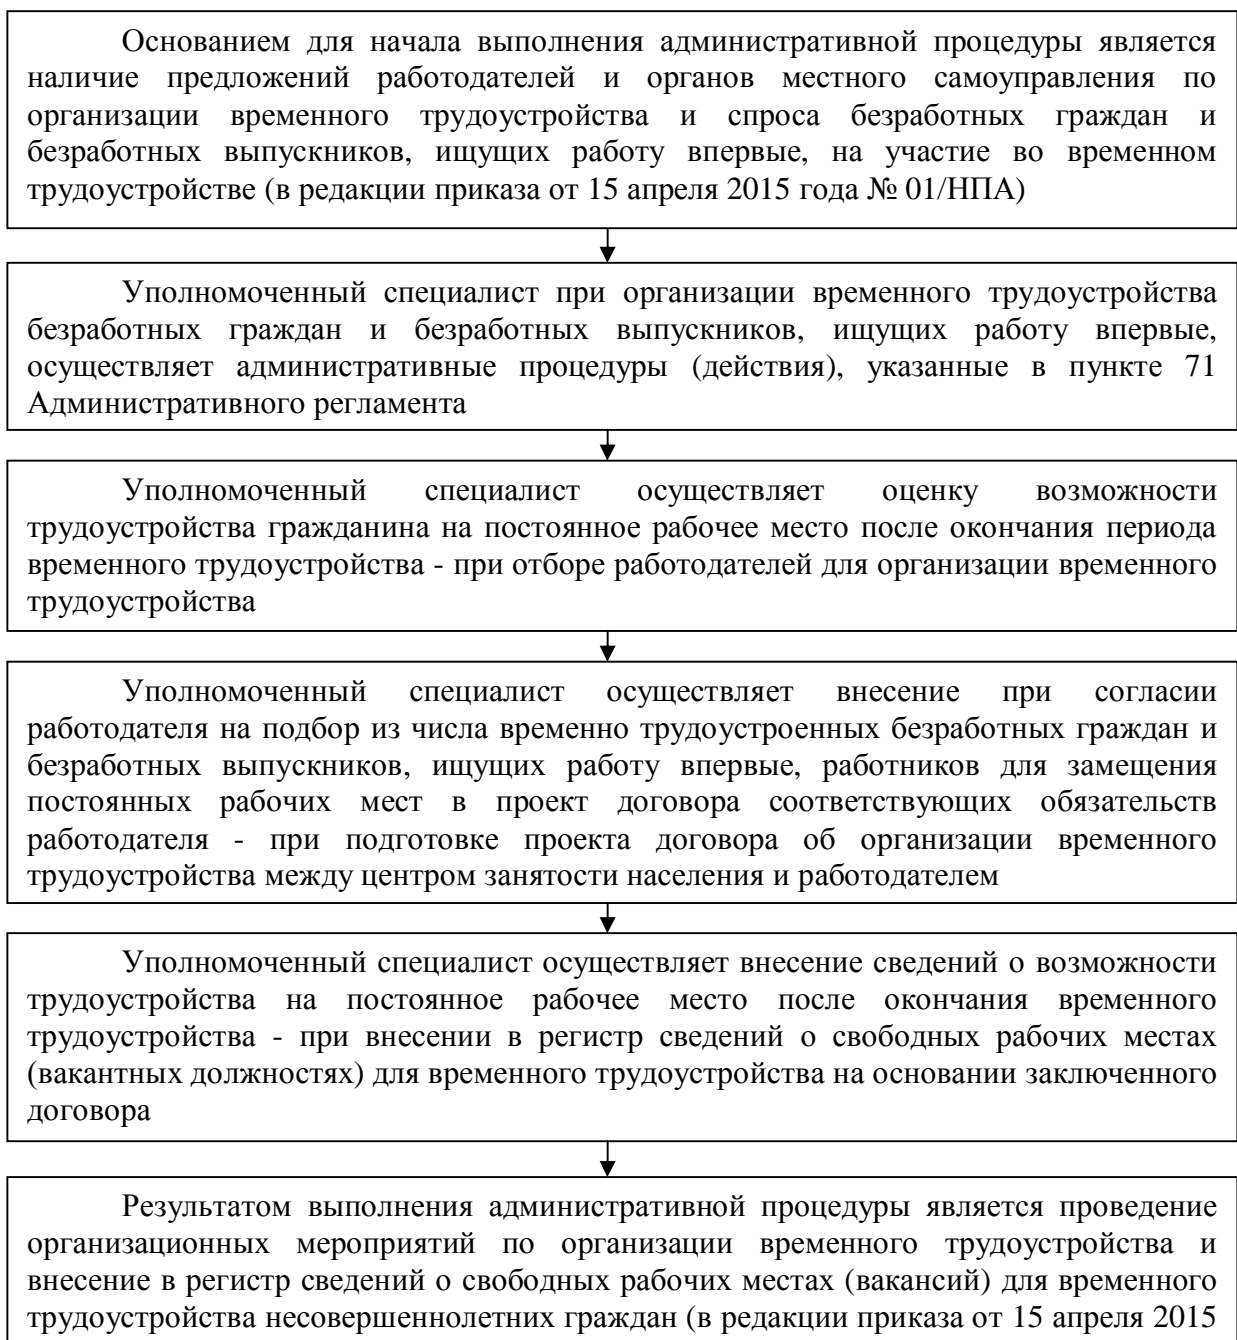 Основанием для начала выполнения административной процедуры является
наличие предложений работодателей и органов местного самоуправления по
организации временного трудоустройства и спроса безработных граждан и
безработных выпускников, ищущих работу впервые, на участие во временном
трудоустройстве (в редакции приказа от 15 апреля 2015 года № 01/НПА)
Уполномоченный специалист при организации временного трудоустройства
безработных граждан и безработных выпускников, ищущих работу впервые,
осуществляет административные процедуры (действия), указанные в пункте 71
Административного регламента
Уполномоченный специалист осуществляет оценку возможности
трудоустройства гражданина на постоянное рабочее место после окончания периода
временного трудоустройства - при отборе работодателей для организации временного
трудоустройства
Уполномоченный специалист осуществляет внесение при согласии
работодателя на подбор из числа временно трудоустроенных безработных граждан и
безработных выпускников, ищущих работу впервые, работников для замещения
постоянных рабочих мест в проект договора соответствующих обязательств
работодателя - при подготовке проекта договора об организации временного
трудоустройства между центром занятости населения и работодателем
Уполномоченный специалист осуществляет внесение сведений о возможности
трудоустройства на постоянное рабочее место после окончания временного
трудоустройства - при внесении в регистр сведений о свободных рабочих местах
(вакантных должностях) для временного трудоустройства на основании заключенного
договора
Результатом выполнения административной процедуры является проведение
организационных мероприятий по организации временного трудоустройства и
внесение в регистр сведений о свободных рабочих местах (вакансий) для временного
трудоустройства несовершеннолетних граждан (в редакции приказа от 15 апреля 2015